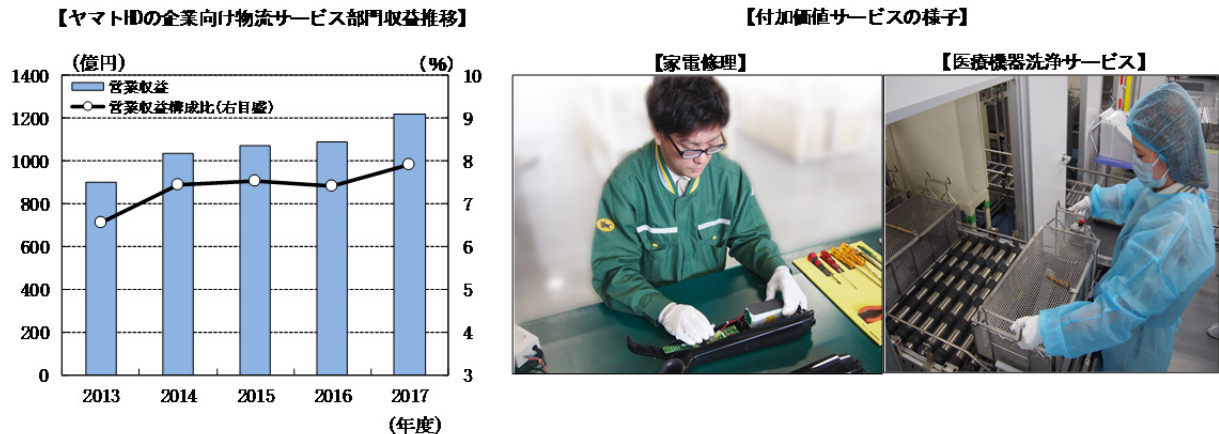 【ヤマトHDの企業向け物流サービス部門収益推移】
(億円)
(%)
営業収益
営業収益構成比(右目盛)
1400
1200
1000
800
600
400
200
0
10
9
8
7
6
5
4
3
2013 2014 2015 2016 2017
(年度)
【付加価値サービスの様子】
【家電修理】
【医療機器洗浄サービス】